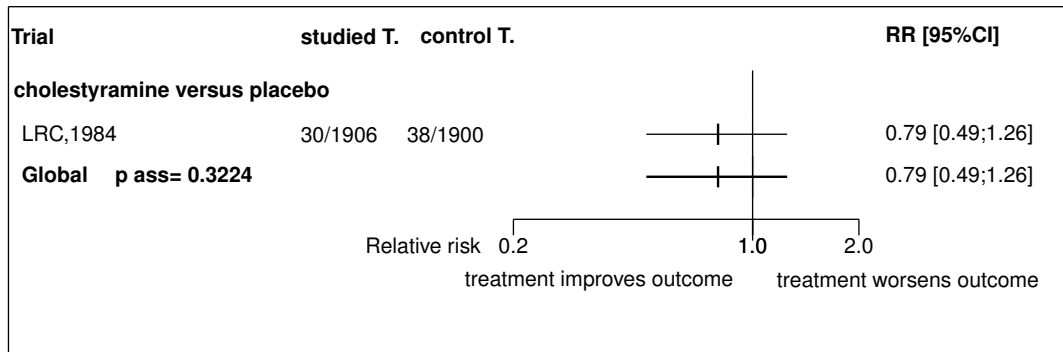 Trial studied T. control T. RR [95%CI]
cholestyramine versus placebo
LRC,1984 30/1906 38/1900 0.79 [0.49;1.26]
Global p ass= 0.3224 0.79 [0.49;1.26]
Relative risk 0.2 1.0 2.0
treatment improves outcome treatment worsens outcome